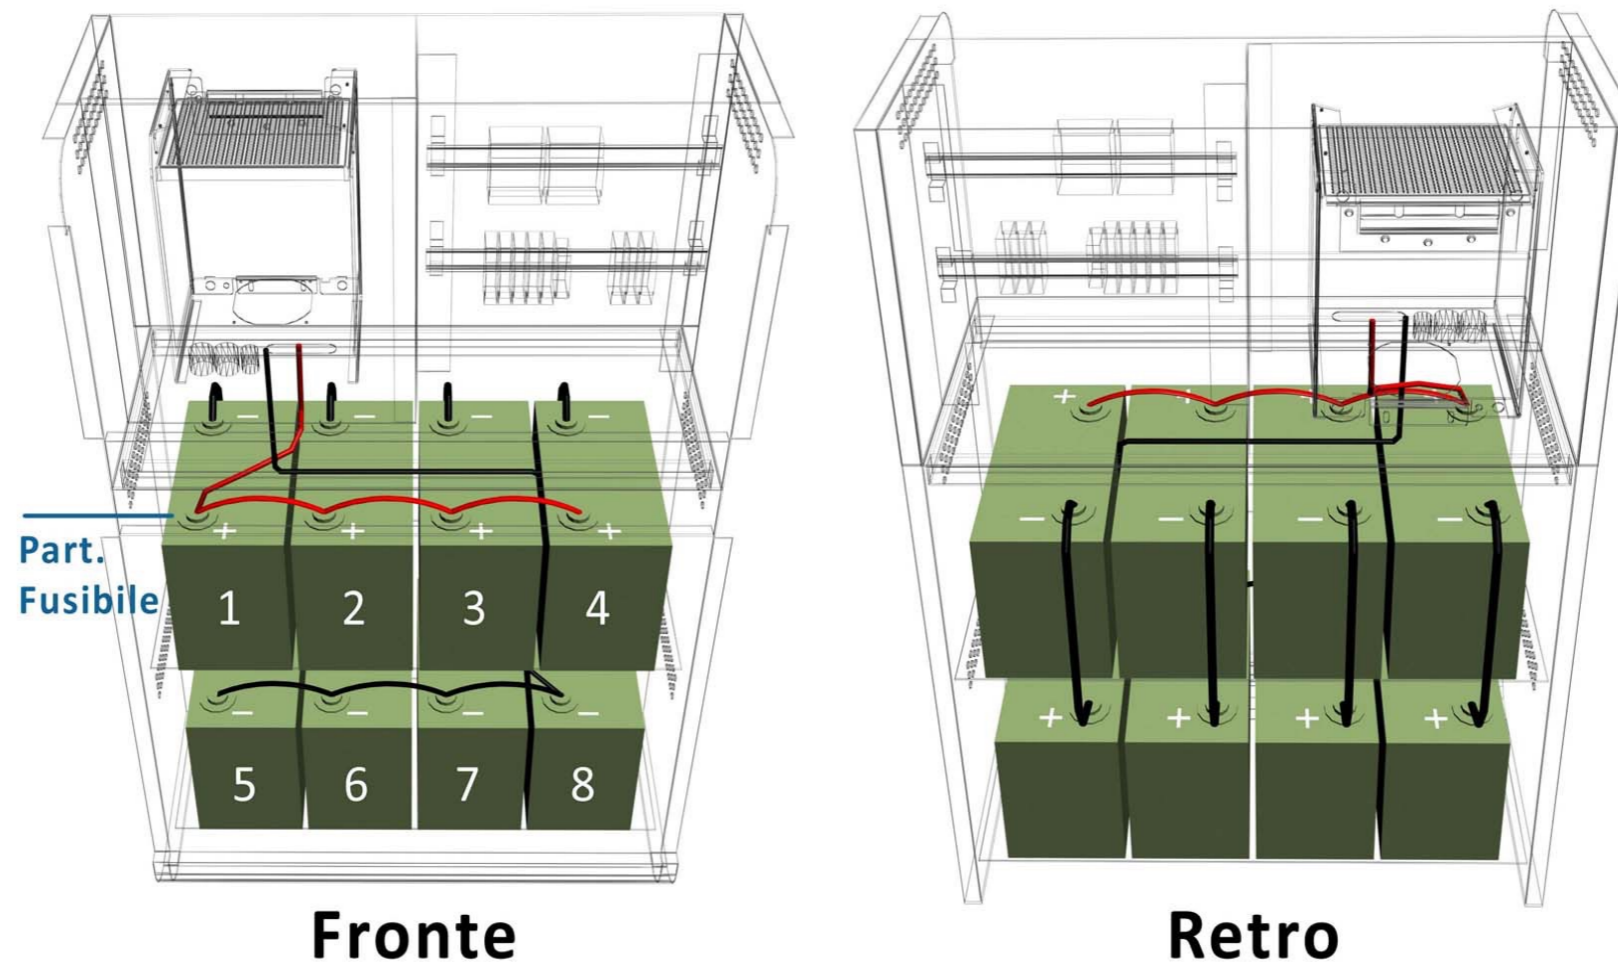 − − − −
+ + + +
Part.
Fusibile
1 2 3 4
− − − −
5 6 7 8
Fronte
+ +
− − − −
+ + + +
Retro